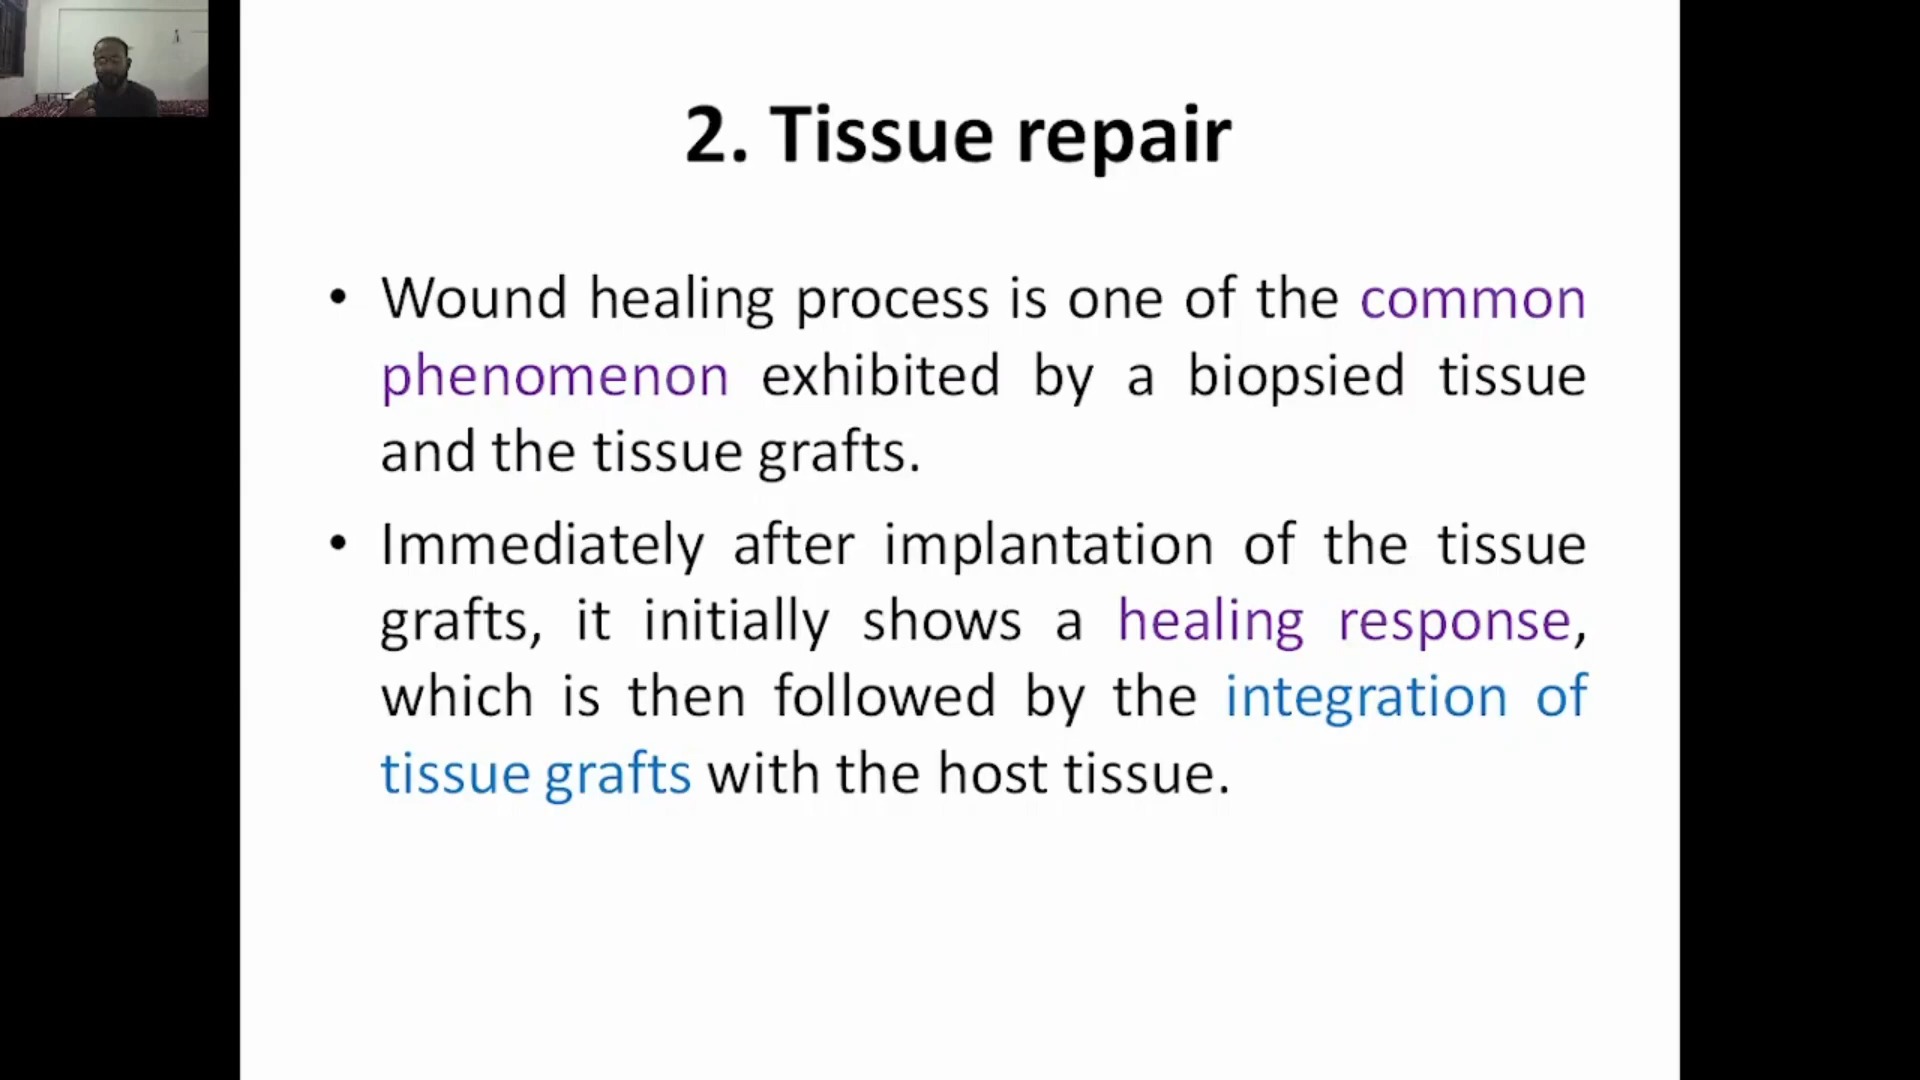 2. Tissue repair
• Wound healing process is one of the common
phenomenon exhibited by a biopsied tissue
and the tissue grafts.
• Immediately after implantation of the tissue
grafts, it initially shows a healing response,
which is then followed by the integration of
tissue grafts with the host tissue.